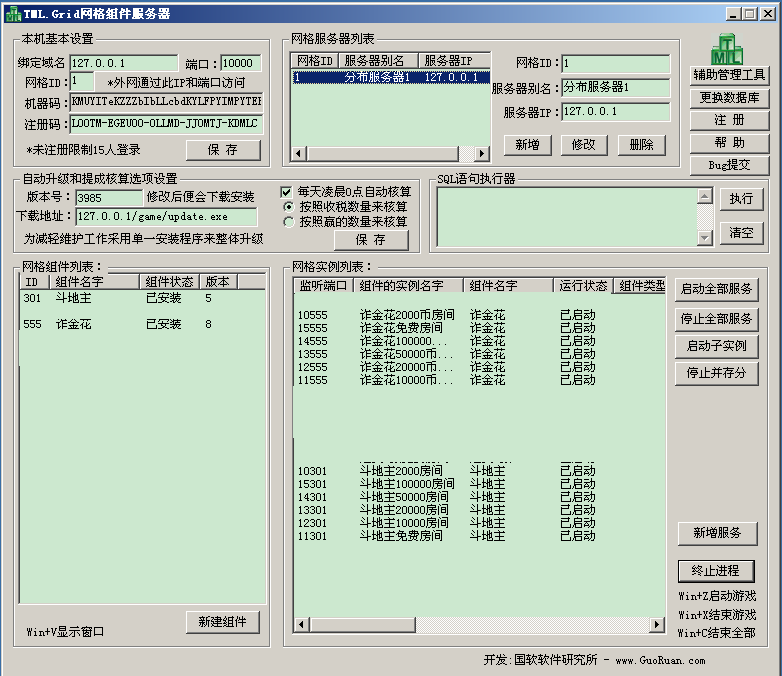 TML.Grid网格组件服务器
本机基本设置
绑定域名 127.0.0.1 端口: 10000
网格ID: 1 *外网通过此IP和端口访问
机器码:
注册码: LOOTM-EGEUOO-OLLMD-JJOMTJ-KDMLC
*未注册限制15人登录 保 存
网格服务器列表
网格ID 服务器别名 服务器IP
1 分布服务器1 127.0.0.1
网格ID: 1
服务器别名: 分布服务器1
服务器IP: 127.0.0.1
新增 修改 删除
TML
辅助管理工具
更换数据库
注 册
帮 助
Bug提交
自动升级和提成核算选项设置
版本号: 3985 修改后便会下载安装
下载地址: 127.0.0.1/game/update.exe
为减轻维护工作采用单一安装程序来整体升级
每天凌晨0点自动核算
按照收税数量来核算
按照赢的数量来核算
保 存
SQL语句执行器
执行
清空
网格组件列表:
ID 组件名字 组件状态 版本
301 斗地主 已安装 5
555 诈金花 已安装 8
Win+V显示窗口 新建组件
网格实例列表:
监听端口 组件的实例名字 组件名字 运行状态 组件类型
10555 诈金花2000币房间 诈金花 已启动
15555 诈金花免费房间 诈金花 已启动
14555 诈金花100000... 诈金花 已启动
13555 诈金花50000币... 诈金花 已启动
12555 诈金花20000币... 诈金花 已启动
11555 诈金花10000币... 诈金花 已启动
10301 斗地主2000房间 斗地主 已启动
15301 斗地主100000房间 斗地主 已启动
14301 斗地主50000房间 斗地主 已启动
13301 斗地主20000房间 斗地主 已启动
12301 斗地主10000房间 斗地主 已启动
11301 斗地主免费房间 斗地主 已启动
启动全部服务
停止全部服务
启动子实例
停止并存分
新增服务
终止进程
Win+Z启动游戏
Win+X结束游戏
Win+C结束全部
开发:国软软件研究所 - www.GuoRuan.com